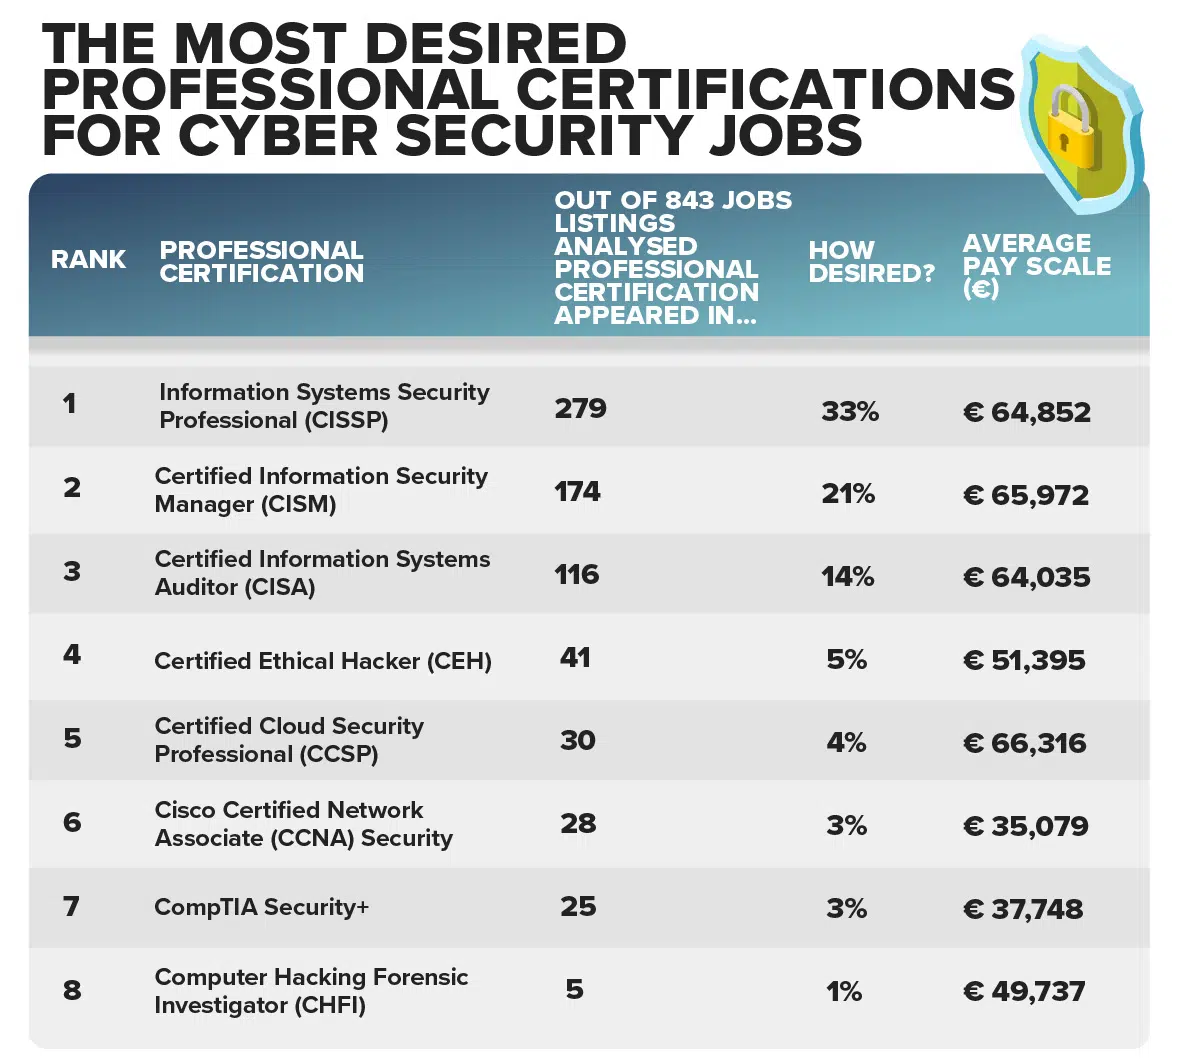 THE MOST DESIRED
PROFESSIONAL CERTIFICATIONS
FOR CYBER SECURITY JOBS
RANK
PROFESSIONAL
CERTIFICATION
OUT OF 843 JOBS
LISTINGS
ANALYSED
PROFESSIONAL
CERTIFICATION
APPEARED IN...
HOW
DESIRED?
AVERAGE
PAY SCALE
(€)
1
Information Systems Security
Professional (CISSP)
279
33%
€ 64,852
2
Certified Information Security
Manager (CISM)
174
21%
€ 65,972
3
Certified Information Systems
Auditor (CISA)
116
14%
€ 64,035
4
Certified Ethical Hacker (CEH)
41
5%
€ 51,395
5
Certified Cloud Security
Professional (CCSP)
30
4%
€ 66,316
6
Cisco Certified Network
Associate (CCNA) Security
28
3%
€ 35,079
7
CompTIA Security+
25
3%
€ 37,748
8
Computer Hacking Forensic
Investigator (CHFI)
5
1%
€ 49,737